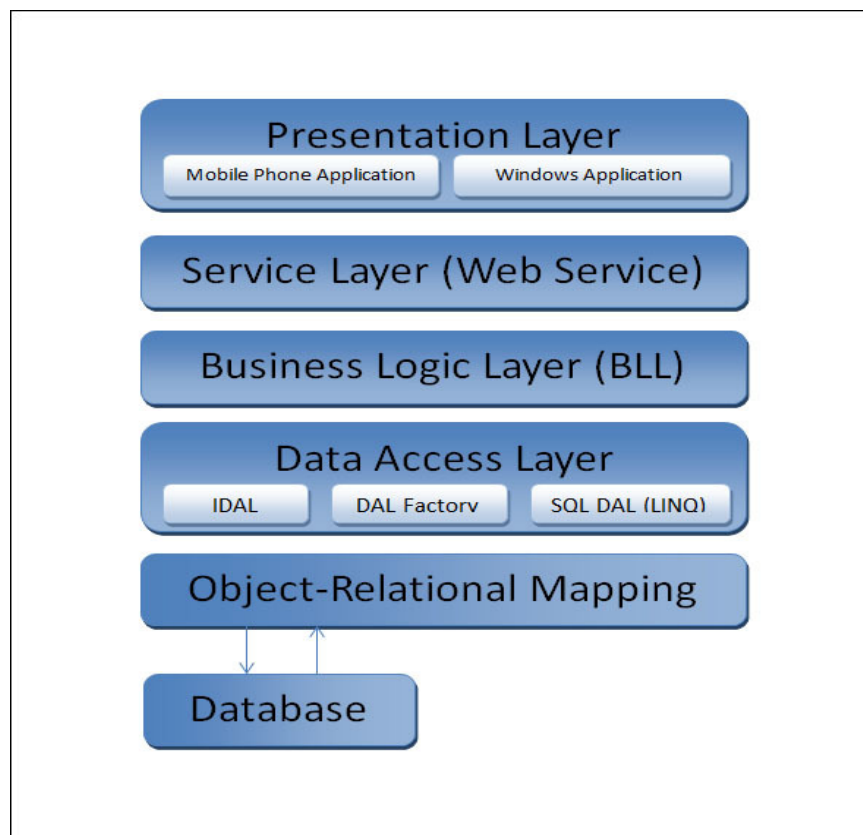 Presentation Layer
Mobile Phone Application
Windows Application
Service Layer (Web Service)
Business Logic Layer (BLL)
Data Access Layer
IDAL
DAL Factory
SQL DAL (LINQ)
Object-Relational Mapping
Database